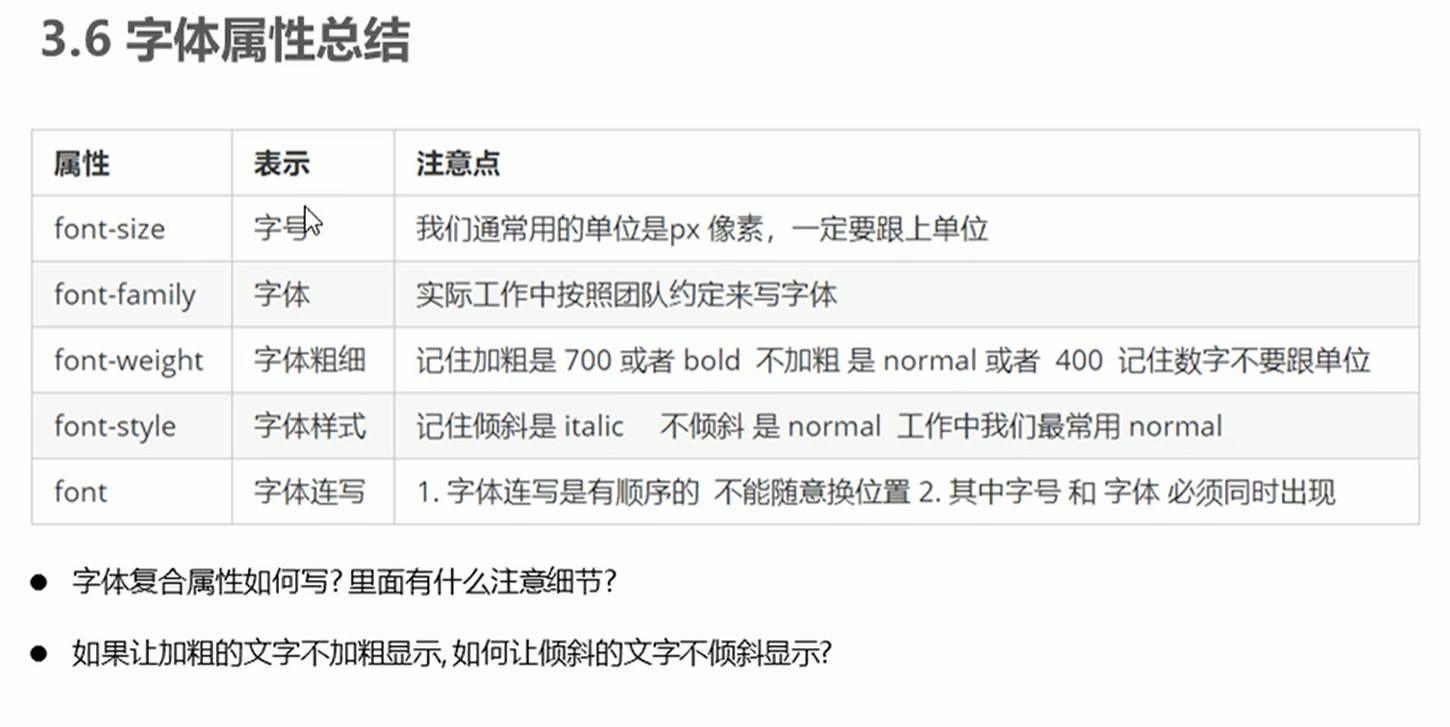 3.6 字体属性总结
属性 表示 注意点
font-size 字号 我们通常用的单位是px 像素，一定要跟上单位
font-family 字体 实际工作中按照团队约定来写字体
font-weight 字体粗细 记住加粗是 700 或者 bold 不加粗 是 normal 或者 400 记住数字不要跟单位
font-style 字体样式 记住倾斜是 italic 不倾斜 是 normal 工作中我们最常用 normal
font 字体连写 1. 字体连写是有顺序的 不能随意换位置 2. 其中字号 和 字体 必须同时出现
● 字体复合属性如何写? 里面有什么注意细节?
● 如果让加粗的文字不加粗显示, 如何让倾斜的文字不倾斜显示?